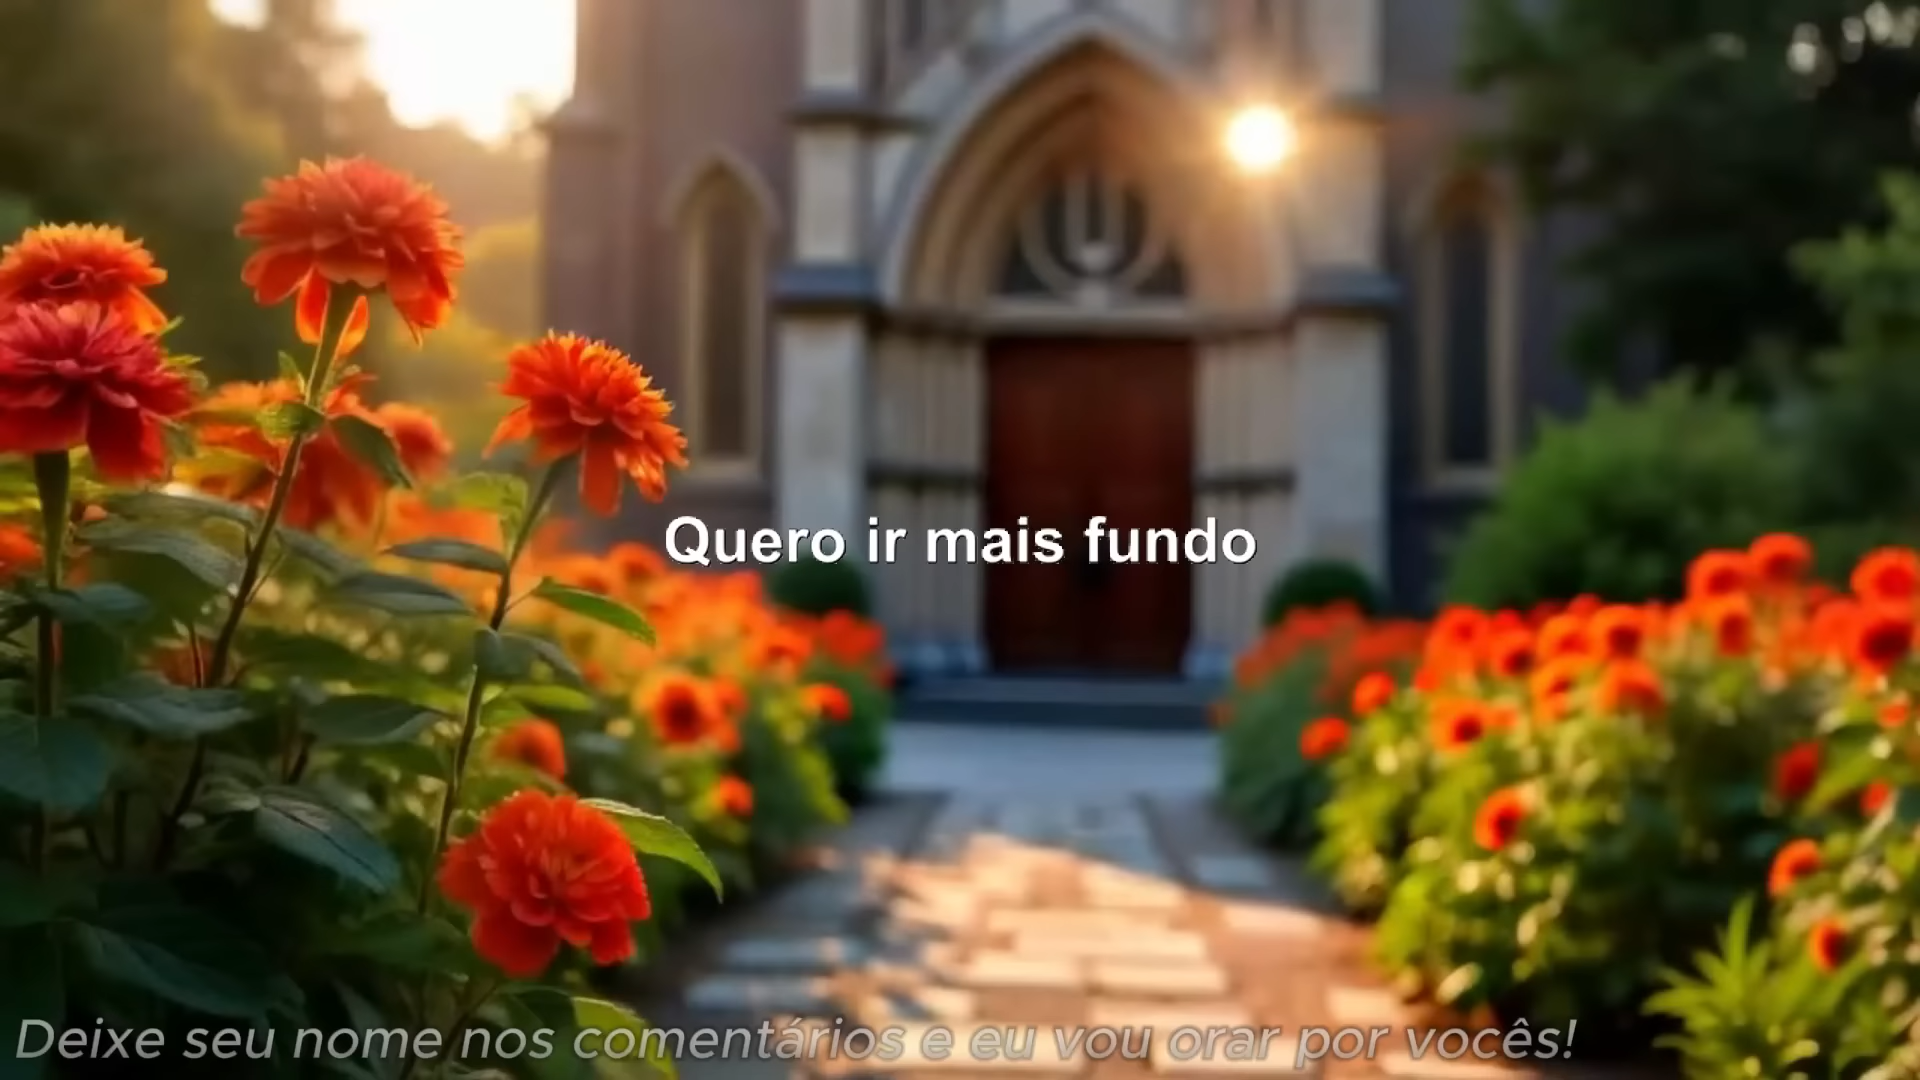 Quero ir mais fundo
Deixe seu nome nos comentários e eu vou orar por vocês!